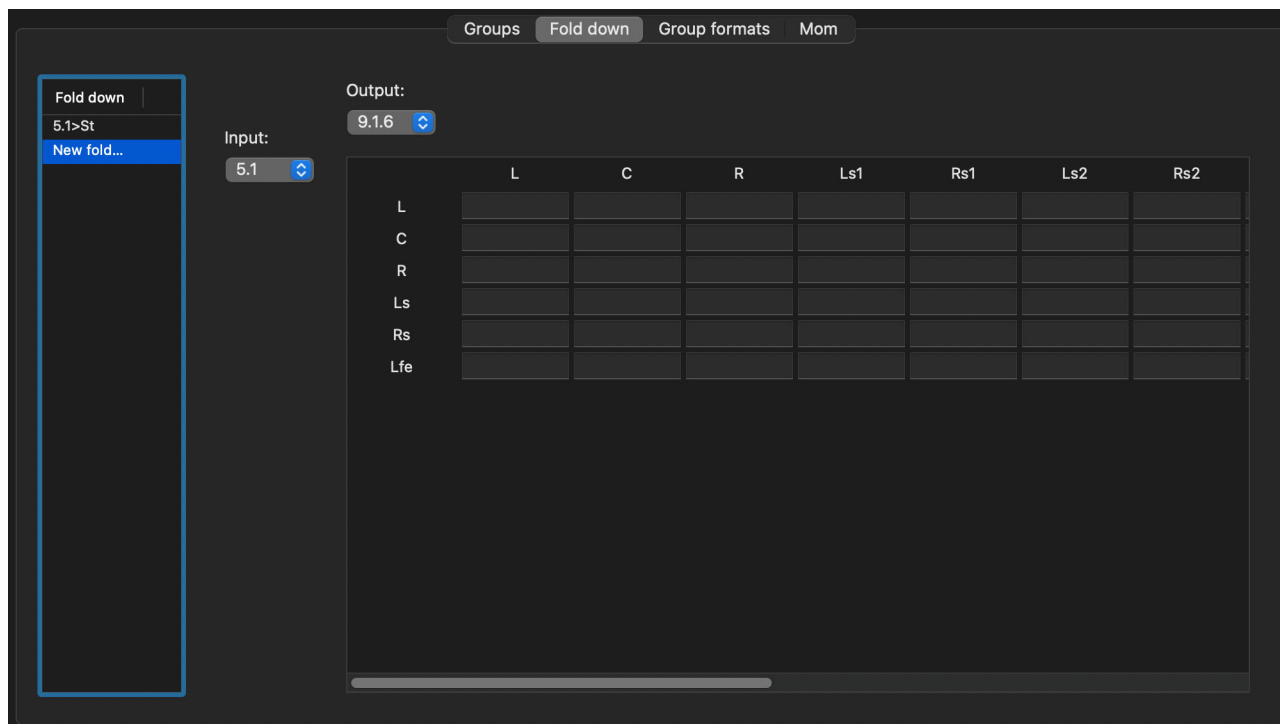 Groups Fold down Group formats Mom
Fold down
5.1>St
New fold...
Input:
5.1
Output:
9.1.6
L C R Ls1 Rs1 Ls2 Rs2
L
C
R
Ls
Rs
Lfe